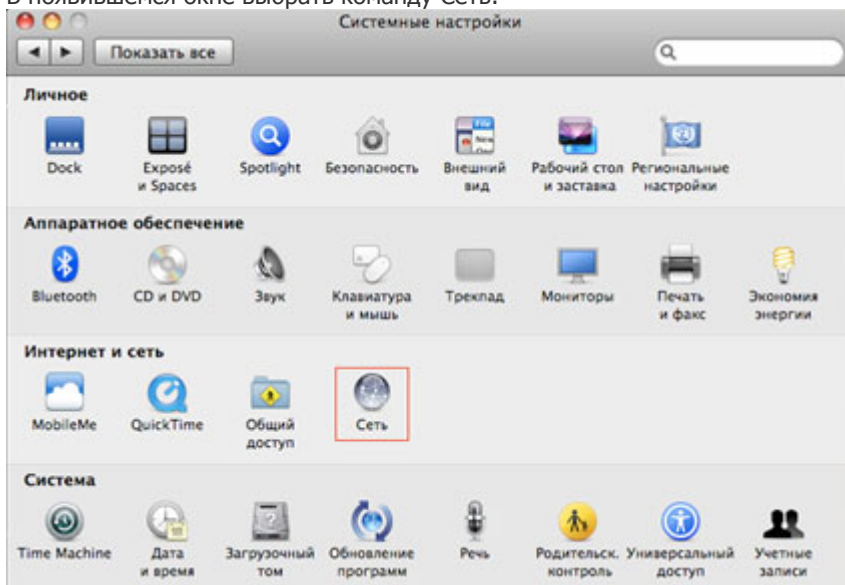 В появившемся окне выбрать команду Сеть.
Системные настройки
Показать все
Личное
Dock
Exposé
и Spaces
Spotlight
Безопасность
Внешний
вид
Рабочий стол
и заставка
Региональные
настройки
Аппаратное обеспечение
Bluetooth
CD и DVD
Звук
Клавиатура
и мышь
Трекпад
Мониторы
Печать
и факс
Экономия
энергии
Интернет и сеть
MobileMe
QuickTime
Общий
доступ
Сеть
Система
Time Machine
Дата
и время
Загрузочный
том
Обновление
программ
Речь
Родительск.
контроль
Универсальный
доступ
Учетные
записи